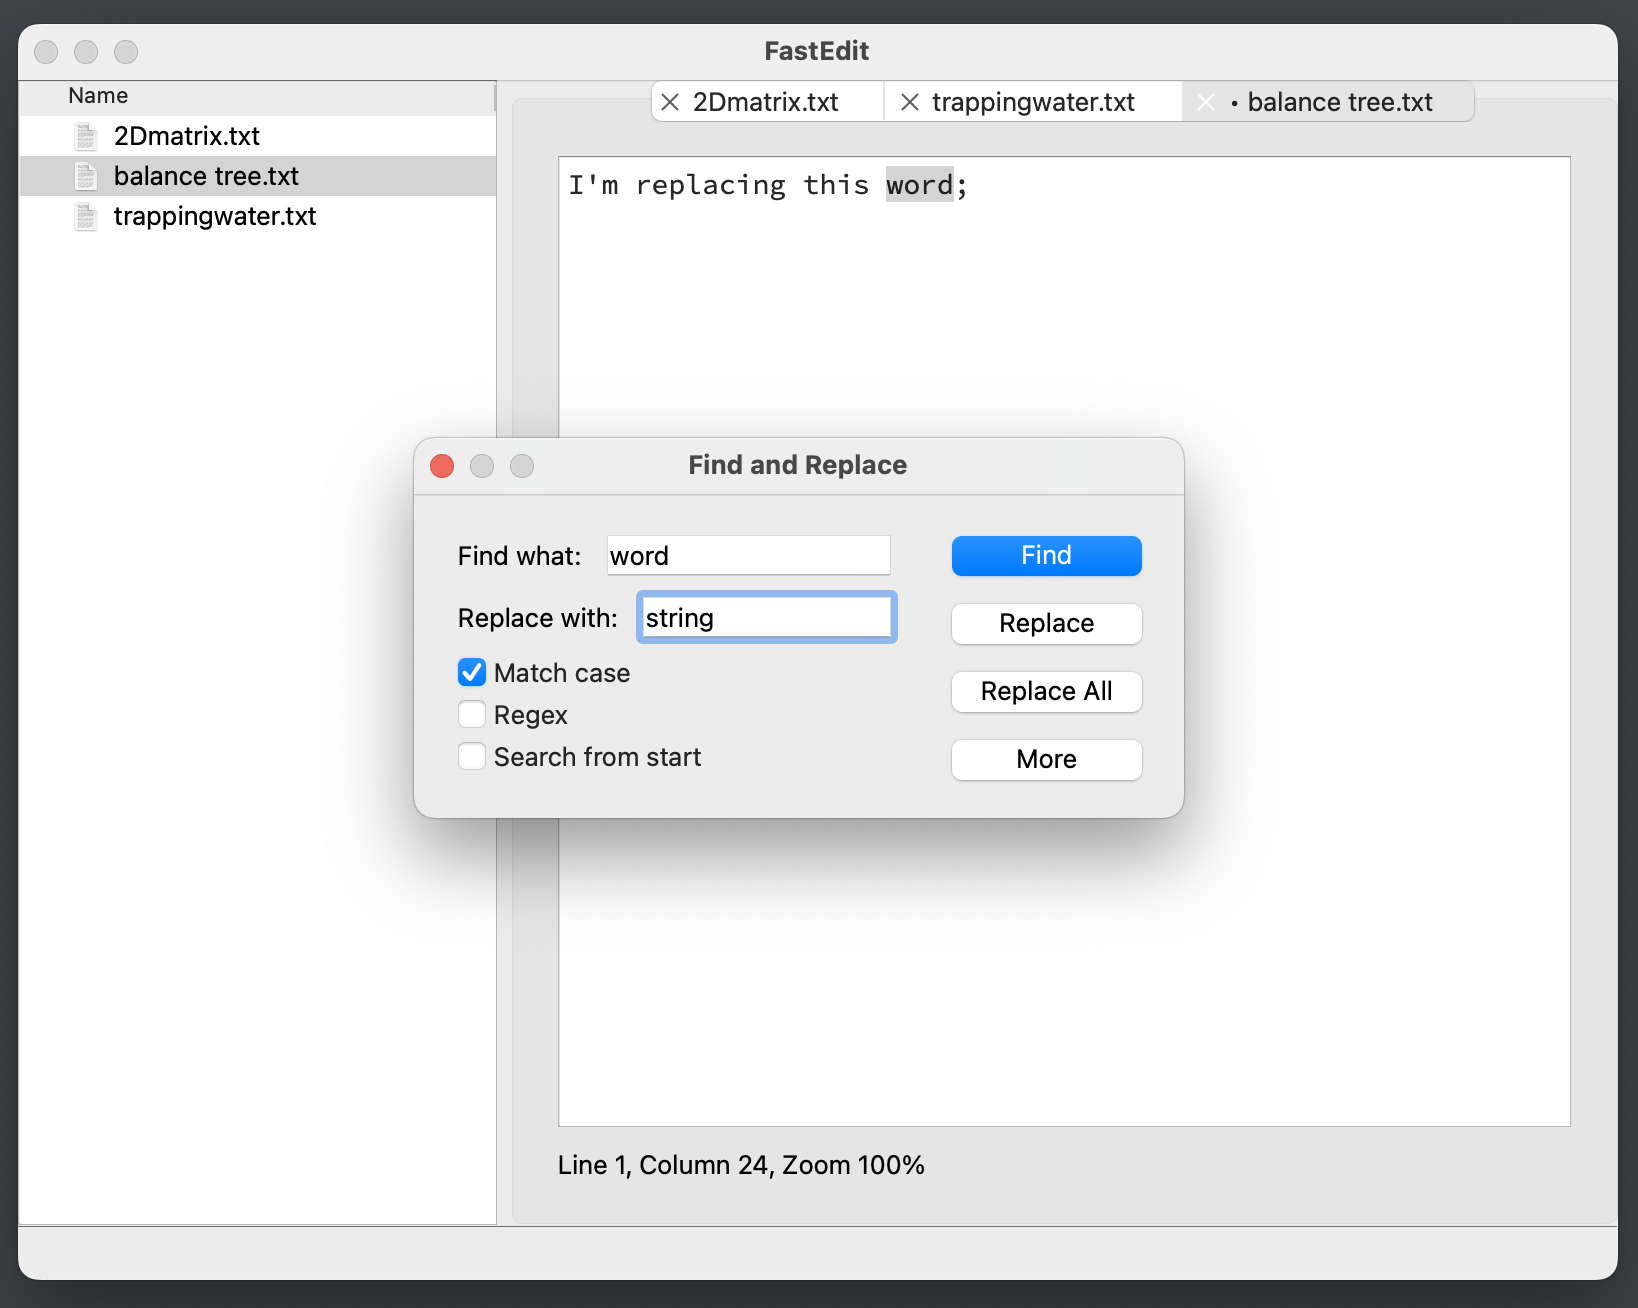 FastEdit
Name
2Dmatrix.txt
balance tree.txt
trappingwater.txt
2Dmatrix.txt
trappingwater.txt
• balance tree.txt
I'm replacing this word;
Find and Replace
Find what: word
Find
Replace with: string
Replace
Match case
Replace All
Regex
Search from start
More
Line 1, Column 24, Zoom 100%